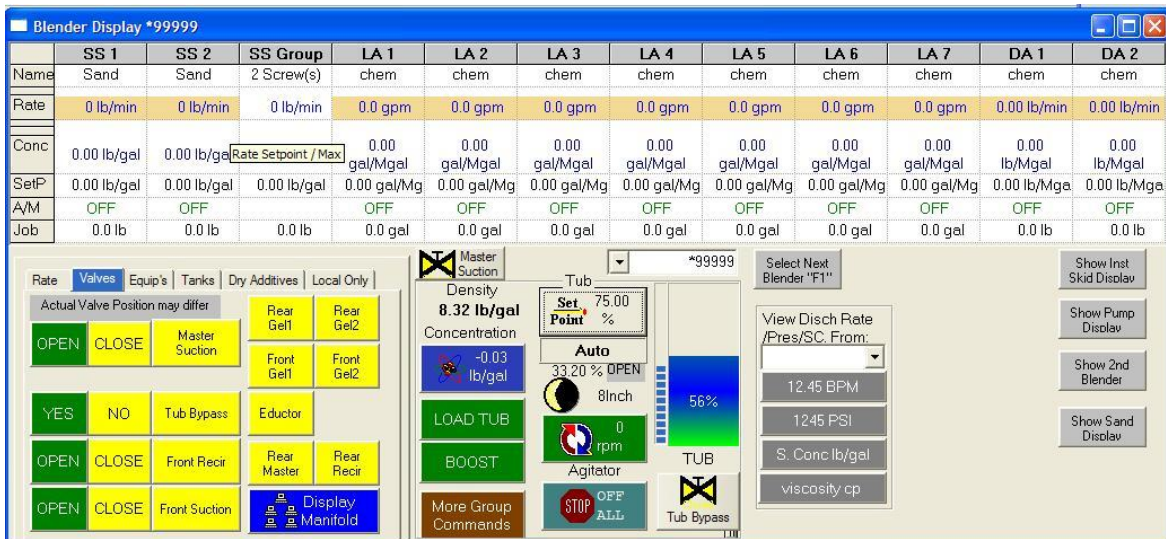 Blender Display *99999
SS 1 SS 2 SS Group LA 1 LA 2 LA 3 LA 4 LA 5 LA 6 LA 7 DA 1 DA 2
Name Sand Sand 2 Screw(s) chem chem chem chem chem chem chem chem chem
Rate 0 lb/min 0 lb/min 0 lb/min 0.0 gpm 0.0 gpm 0.0 gpm 0.0 gpm 0.0 gpm 0.0 gpm 0.0 gpm 0.00 lb/min 0.00 lb/min
Conc 0.00 lb/gal 0.00 lb/ga Rate Setpoint / Max 0.00 0.00 0.00 0.00 0.00 0.00 0.00 0.00 0.00
gal/Mgal gal/Mgal gal/Mgal gal/Mgal gal/Mgal gal/Mgal gal/Mgal lb/Mgal lb/Mgal
SetP 0.00 lb/gal 0.00 lb/gal 0.00 lb/gal 0.00 gal/Mg 0.00 gal/Mg 0.00 gal/Mg 0.00 gal/Mg 0.00 gal/Mg 0.00 gal/Mg 0.00 gal/Mg 0.00 lb/Mga 0.00 lb/Mga
A/M OFF OFF OFF OFF OFF OFF OFF OFF OFF OFF OFF
Job 0.0 lb 0.0 lb 0.0 lb 0.0 gal 0.0 gal 0.0 gal 0.0 gal 0.0 gal 0.0 gal 0.0 gal 0.0 lb 0.0 lb
Rate Valves Equip's Tanks Dry Additives Local Only
Actual Valve Position may differ
OPEN CLOSE Master
Suction
YES NO Tub Bypass
OPEN CLOSE Front Recir
OPEN CLOSE Front Suction
Rear
Gel1
Rear
Gel2
Front
Gel1
Front
Gel2
Eductor
Rear
Master
Rear
Recir
Display
Manifold
Master
Suction
Density
8.32 lb/gal
Concentration
-0.03
lb/gal
LOAD TUB
BOOST
More Group
Commands
*99999
Tub
Set
Point
75.00
%
Auto
33.20 % OPEN
8Inch
0
rpm
Agitator
STOP OFF
ALL
56%
TUB
Tub Bypass
Select Next
Blender "F1"
View Disch Rate
/Pres/SC. From:
12.45 BPM
1245 PSI
S. Conc lb/gal
viscosity cp
Show Inst
Skid Display
Show Pump
Display
Show 2nd
Blender
Show Sand
Display